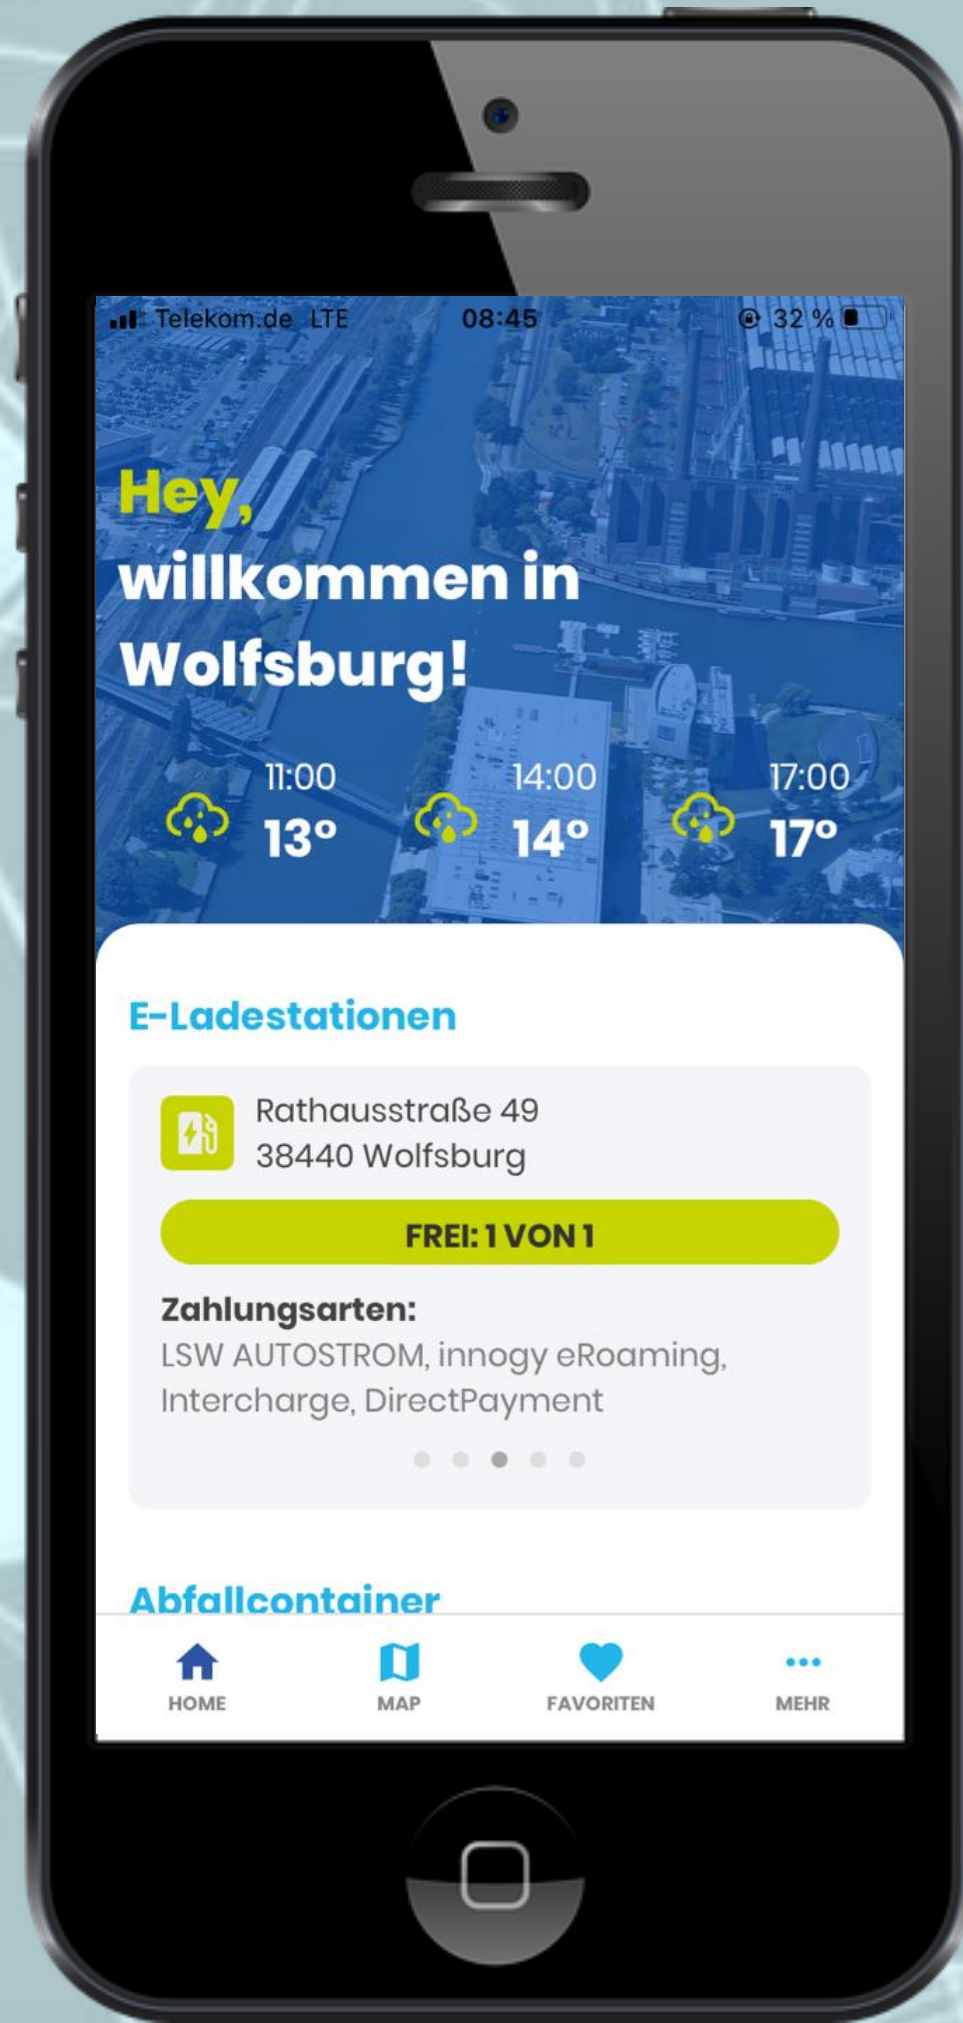 Telekom.de LTE 08:45 32 %
Hey,
willkommen in
Wolfsburg!
11:00 14:00 17:00
13° 14° 17°
E-Ladestationen
Rathausstraße 49
38440 Wolfsburg
FREI: 1 VON 1
Zahlungsarten:
LSW AUTOSTROM, innogy eRoaming,
Intercharge, DirectPayment
Abfallcontainer
HOME MAP FAVORITEN MEHR